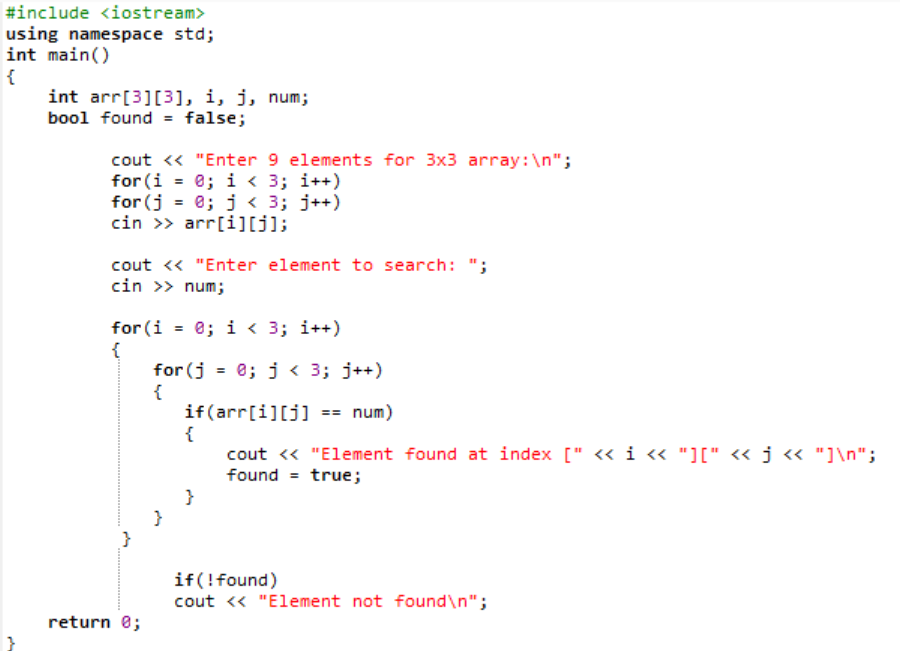 #include <iostream>
using namespace std;
int main()
{
    int arr[3][3], i, j, num;
    bool found = false;

          cout << "Enter 9 elements for 3x3 array:\n";
          for(i = 0; i < 3; i++)
          for(j = 0; j < 3; j++)
          cin >> arr[i][j];

          cout << "Enter element to search: ";
          cin >> num;

          for(i = 0; i < 3; i++)
          {
              for(j = 0; j < 3; j++)
              {
                 if(arr[i][j] == num)
                 {
                     cout << "Element found at index [" << i << "][" << j << "]\n";
                     found = true;
                 }
              }
           }

                if(!found)
                cout << "Element not found\n";
    return 0;
}